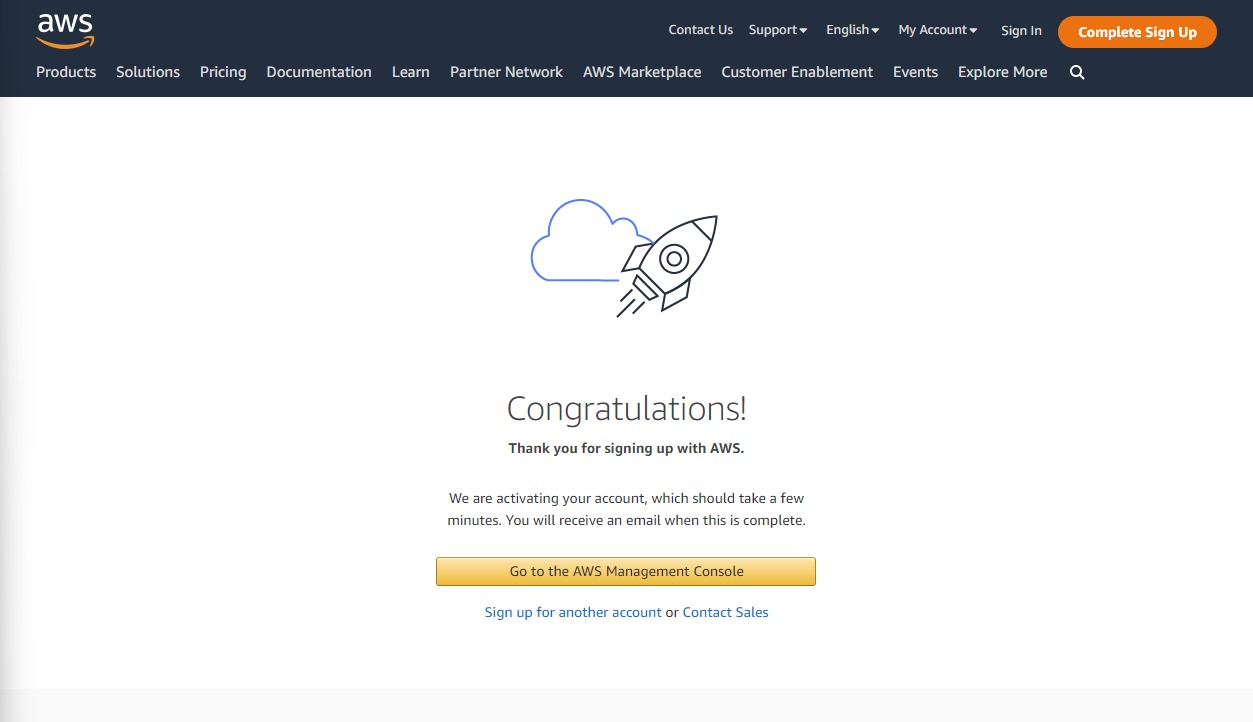 aws
Contact Us Support English My Account Sign In Complete Sign Up
Products Solutions Pricing Documentation Learn Partner Network AWS Marketplace Customer Enablement Events Explore More
Congratulations!
Thank you for signing up with AWS.
We are activating your account, which should take a few
minutes. You will receive an email when this is complete.
Go to the AWS Management Console
Sign up for another account or Contact Sales